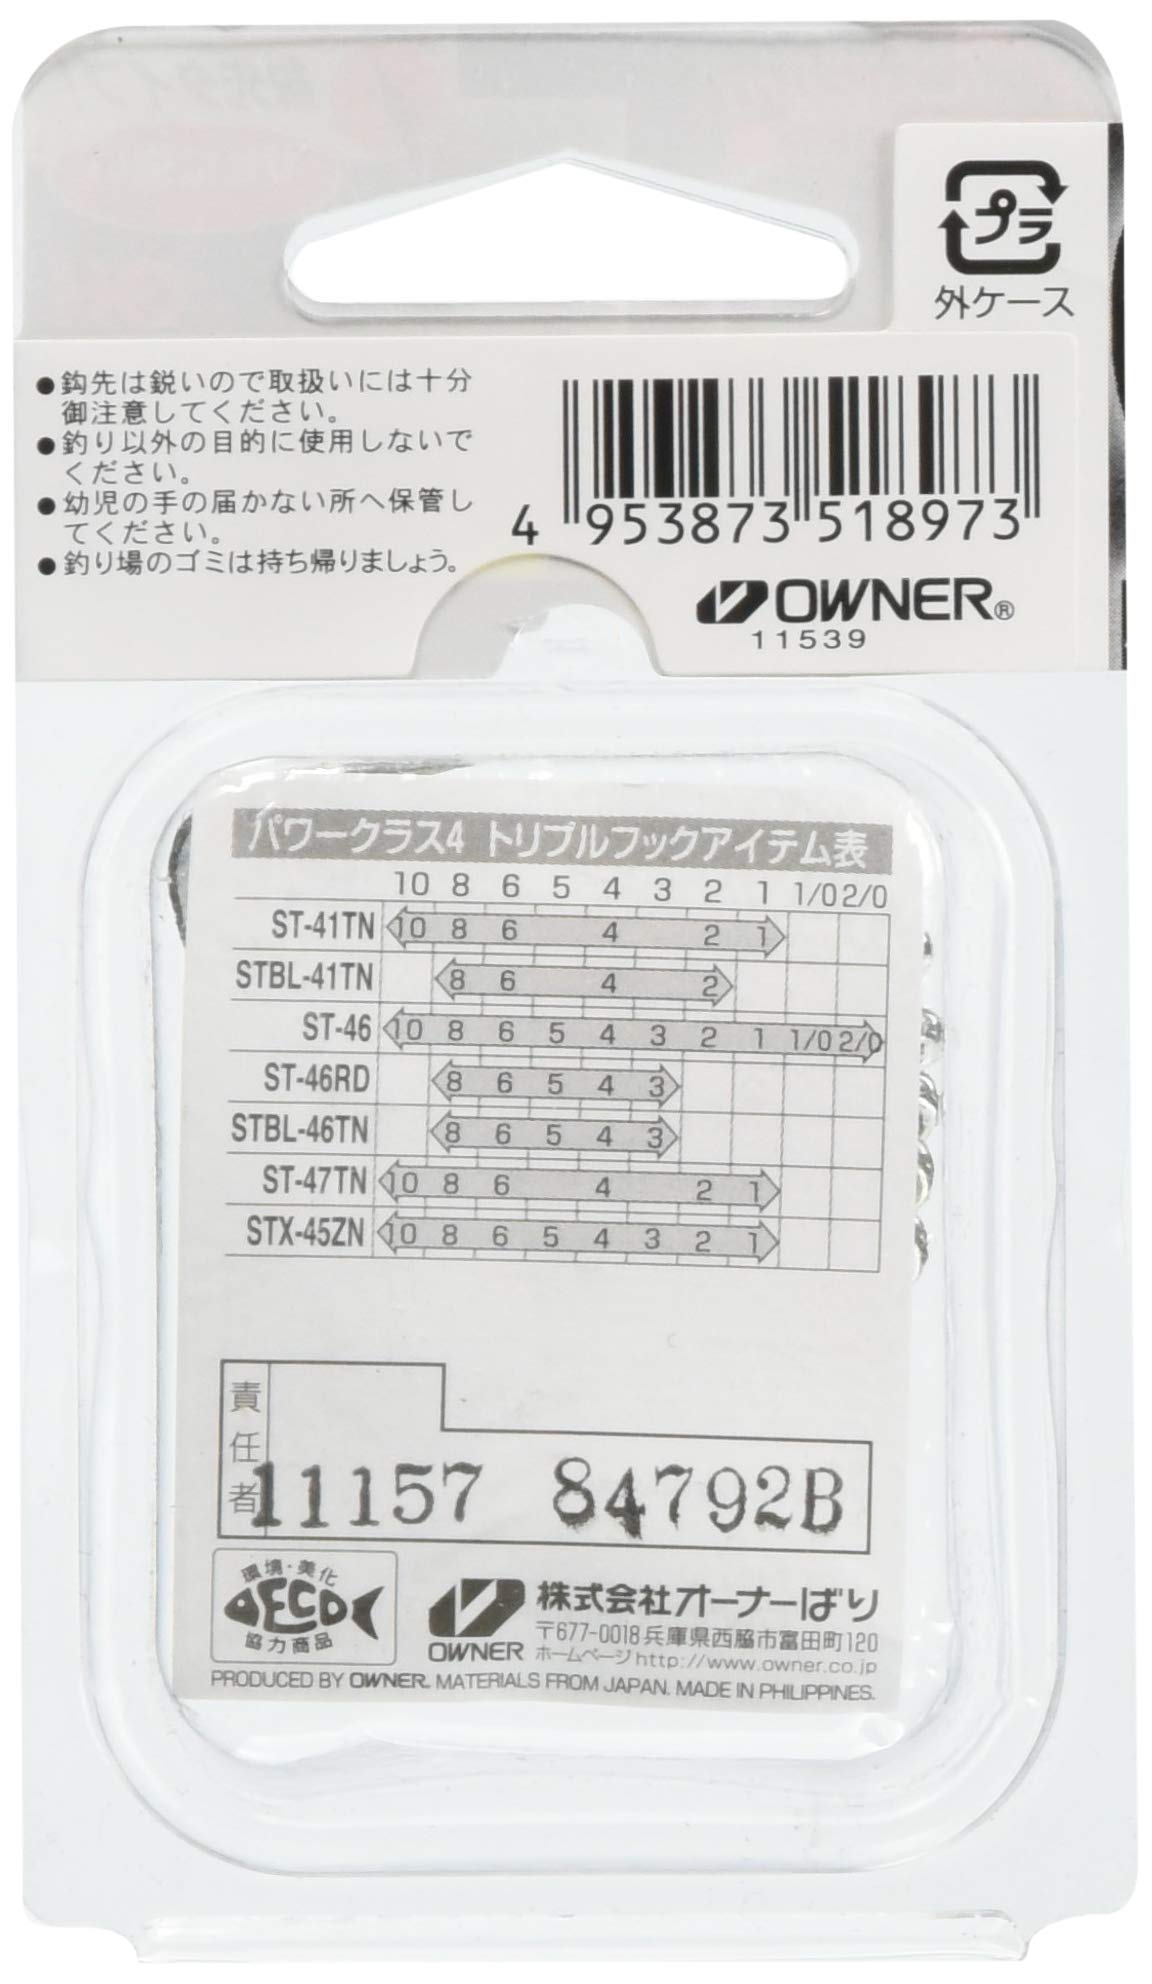 プラ
外ケース
●鈎先は鋭いので取扱いには十分
御注意してください。
●釣り以外の目的に使用しないで
ください。
●幼児の手の届かない所へ保管し
てください。
●釣り場のゴミは持ち帰りましょう。
4 953873 518973
OWNER®
11539
パワークラス4 トリプルフックアイテム表
10 8 6 5 4 3 2 1 1/0 2/0
ST-41TN 10 8 6 4 2 1
STBL-41TN 8 6 4 2
ST-46 10 8 6 5 4 3 2 1 1/0 2/0
ST-46RD 8 6 5 4 3
STBL-46TN 8 6 5 4 3
ST-47TN 10 8 6 4 2 1
STX-45ZN 10 8 6 5 4 3 2 1
責任者
11157 84792B
環境・美化
ECO
協力商品
OWNER
株式会社オーナーばり
〒677-0018 兵庫県西脇市富田町120
ホームページ http://www.owner.co.jp
PRODUCED BY OWNER. MATERIALS FROM JAPAN. MADE IN PHILIPPINES.